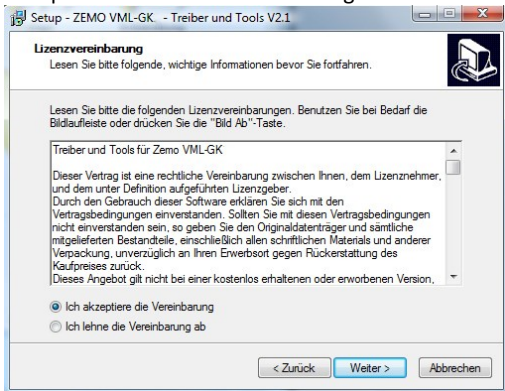 Setup - ZEMO VML-GK. - Treiber und Tools V2.1
Lizenzvereinbarung
Lesen Sie bitte folgende, wichtige Informationen bevor Sie fortfahren.
Lesen Sie bitte die folgenden Lizenzvereinbarungen. Benutzen Sie bei Bedarf die
Bildlaufleiste oder drücken Sie die "Bild Ab"-Taste.
Treiber und Tools für Zemo VML-GK
Dieser Vertrag ist eine rechtliche Vereinbarung zwischen Ihnen, dem Lizenznehmer,
und dem unter Definition aufgeführten Lizenzgeber.
Durch den Gebrauch dieser Software erklären Sie sich mit den
Vertragsbedingungen einverstanden. Sollten Sie mit diesen Vertragsbedingungen
nicht einverstanden sein, so geben Sie den Originaldatenträger und sämtliche
mitgelieferten Bestandteile, einschließlich allen schriftlichen Materials und anderer
Verpackung, unverzüglich an Ihren Erwerbsort gegen Rückerstattung des
Kaufpreises zurück.
Dieses Angebot gilt nicht bei einer kostenlos erhaltenen oder erworbenen Version,
Ich akzeptiere die Vereinbarung
Ich lehne die Vereinbarung ab
< Zurück Weiter > Abbrechen